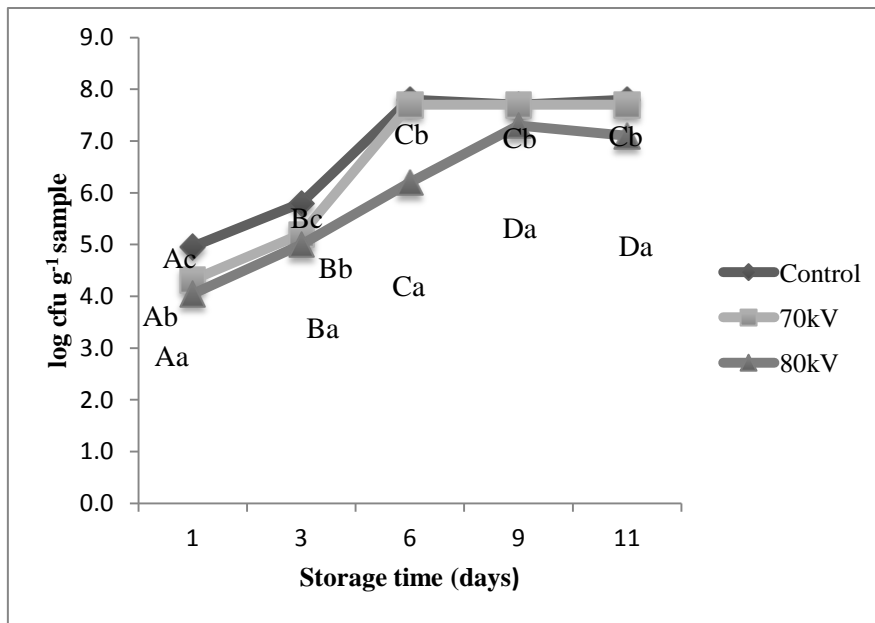 9.0
8.0
7.0
6.0
5.0
4.0
3.0
2.0
1.0
0.0
log cfu g⁻¹ sample
Ac
Ab
Aa
Bc
Bb
Ba
Cb
Ca
Cb
Da
Cb
Da
1 3 6 9 11
Storage time (days)
Control
70kV
80kV